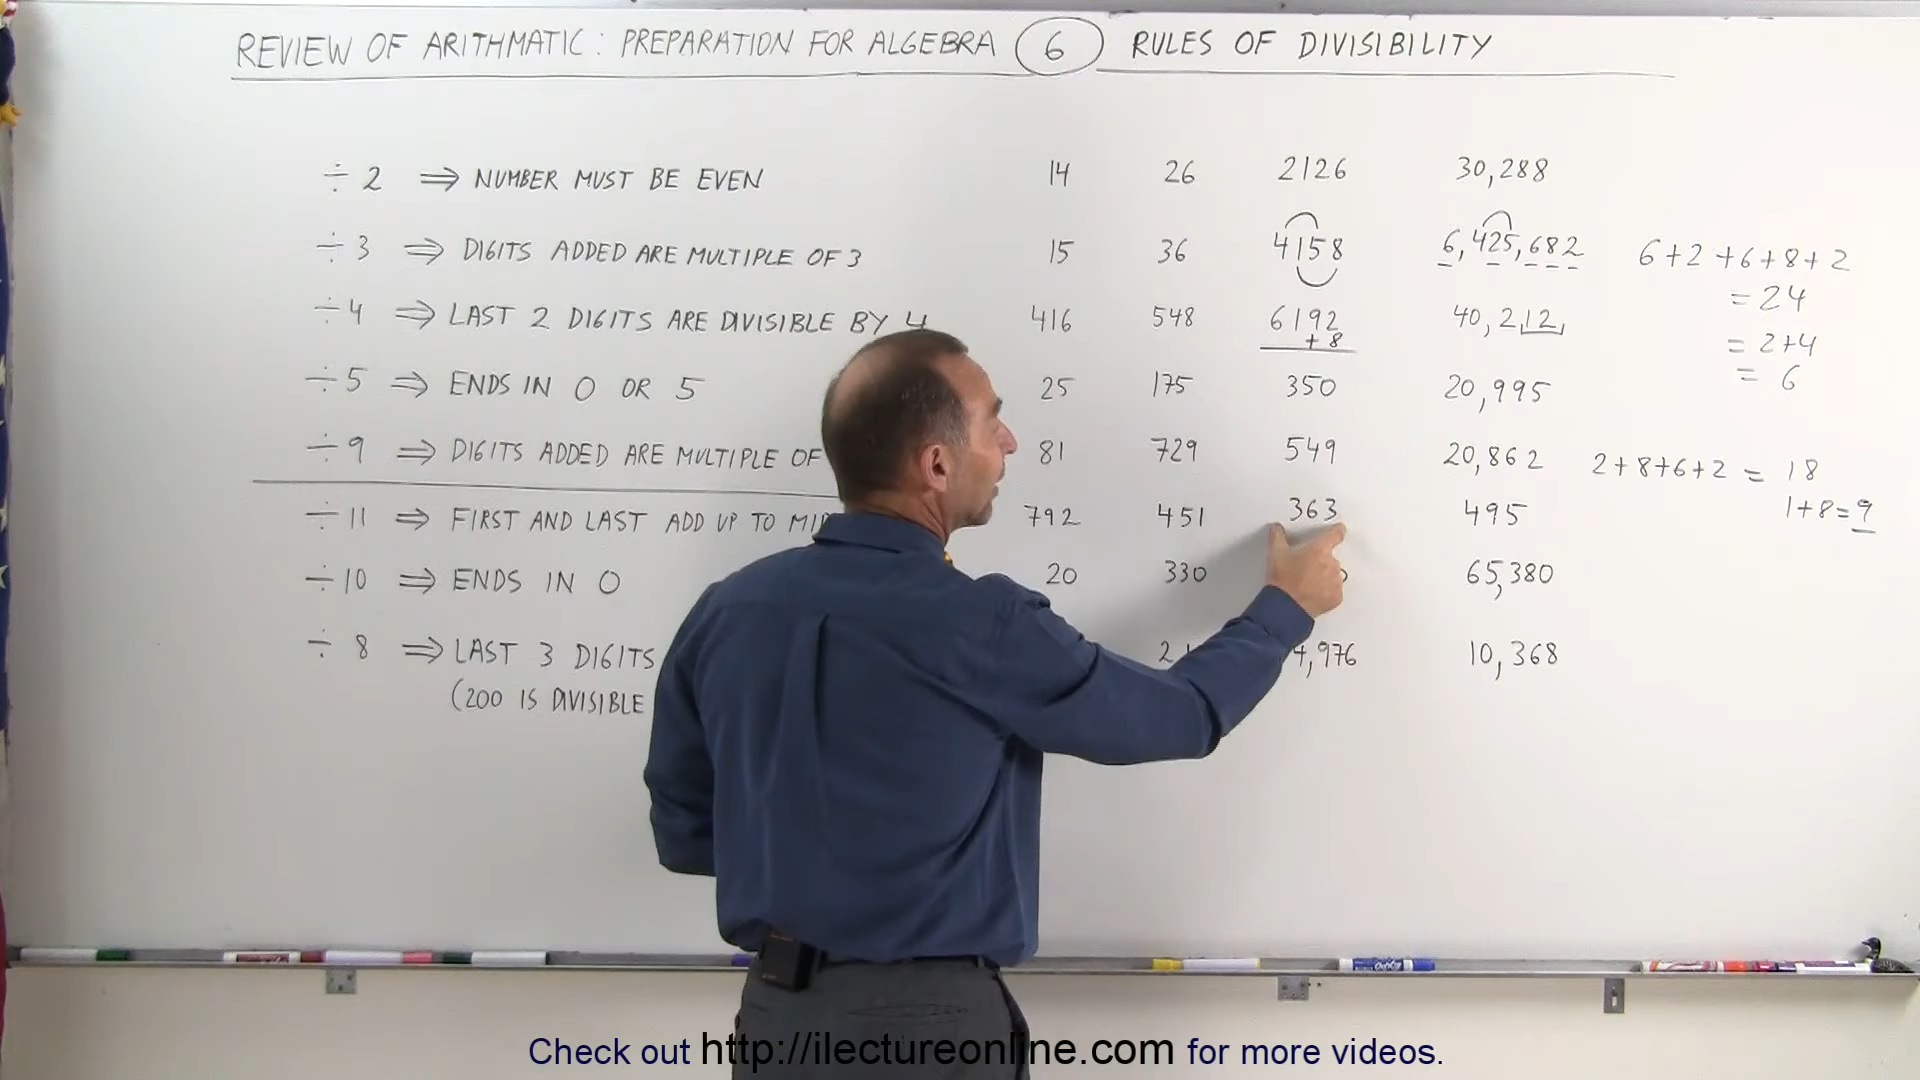 REVIEW OF ARITHMATIC: PREPARATION FOR ALGEBRA 6 RULES OF DIVISIBILITY
÷ 2 ⇒ NUMBER MUST BE EVEN 14 26 2126 30,288
÷ 3 ⇒ DIGITS ADDED ARE MULTIPLE OF 3 15 36 4158 6,425,682 6+2+6+8+2
= 24
÷ 4 ⇒ LAST 2 DIGITS ARE DIVISIBLE BY 4 416 548 6192 40,212
+8
= 2+4
= 6
÷ 5 ⇒ ENDS IN 0 OR 5 25 175 350 20,995
÷ 9 ⇒ DIGITS ADDED ARE MULTIPLE OF 81 729 549 20,862 2+8+6+2 = 18
1+8=9
÷ 11 ⇒ FIRST AND LAST ADD UP TO 792 451 363 495
÷ 10 ⇒ ENDS IN 0 20 330 65,380
÷ 8 ⇒ LAST 3 DIGITS 4,976 10,368
(200 IS DIVISIBLE
Check out http://ilectureonline.com for more videos.